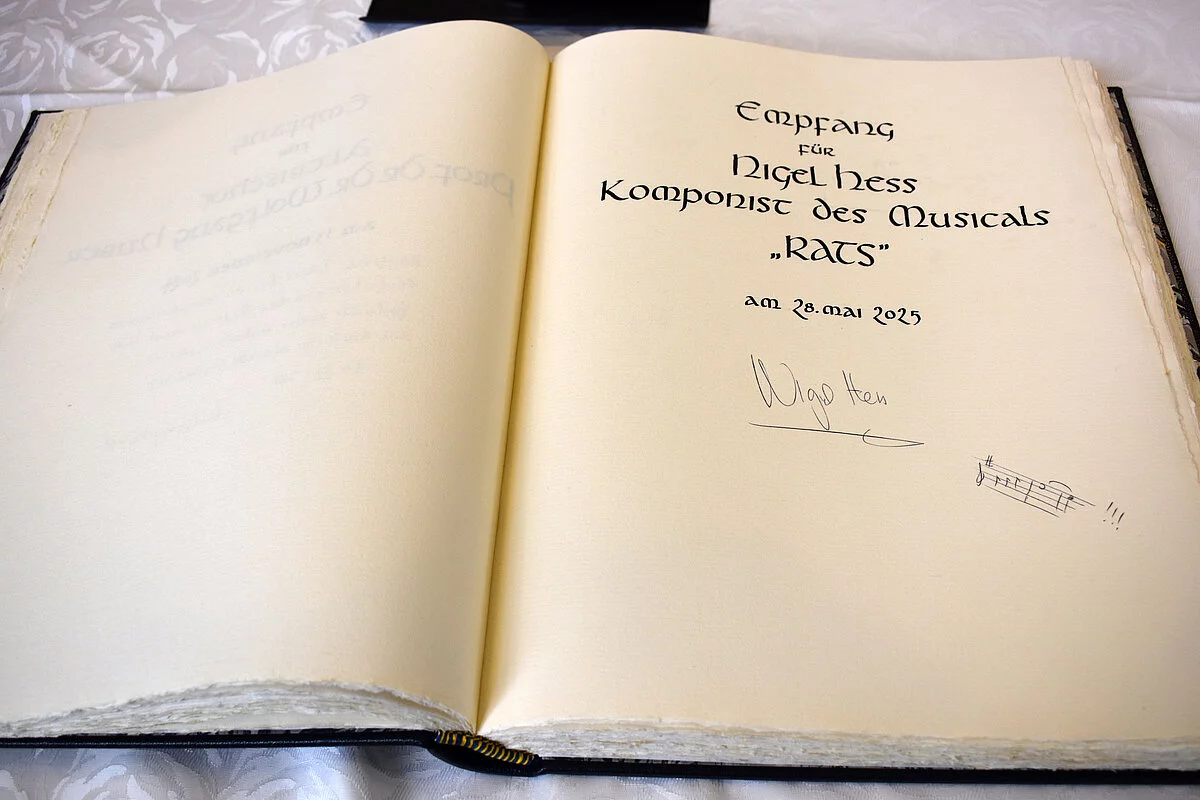 Empfang
für
Nigel Hess
Komponist des Musicals
„RATS”
am 28. Mai 2025
Nigel Hess
!!!